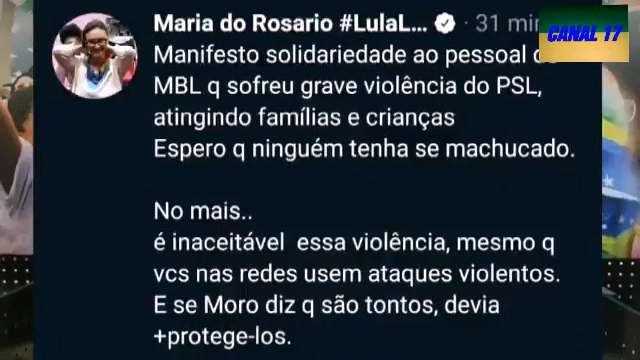 Maria do Rosario #LulaL... · 31 min
CANAL 17
Manifesto solidariedade ao pessoal do
MBL q sofreu grave violência do PSL,
atingindo famílias e crianças
Espero q ninguém tenha se machucado.
No mais..
é inaceitável essa violência, mesmo q
vcs nas redes usem ataques violentos.
E se Moro diz q são tontos, devia
+protege-los.